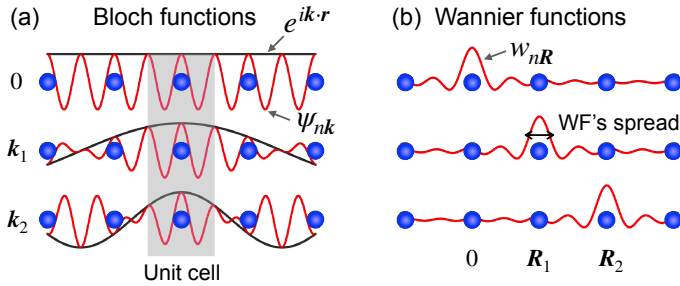 (a) Bloch functions
e^{ik·r}
0
ψ_{nk}
k_1
k_2
Unit cell
(b) Wannier functions
w_{nR}
WF's spread
0 R_1 R_2